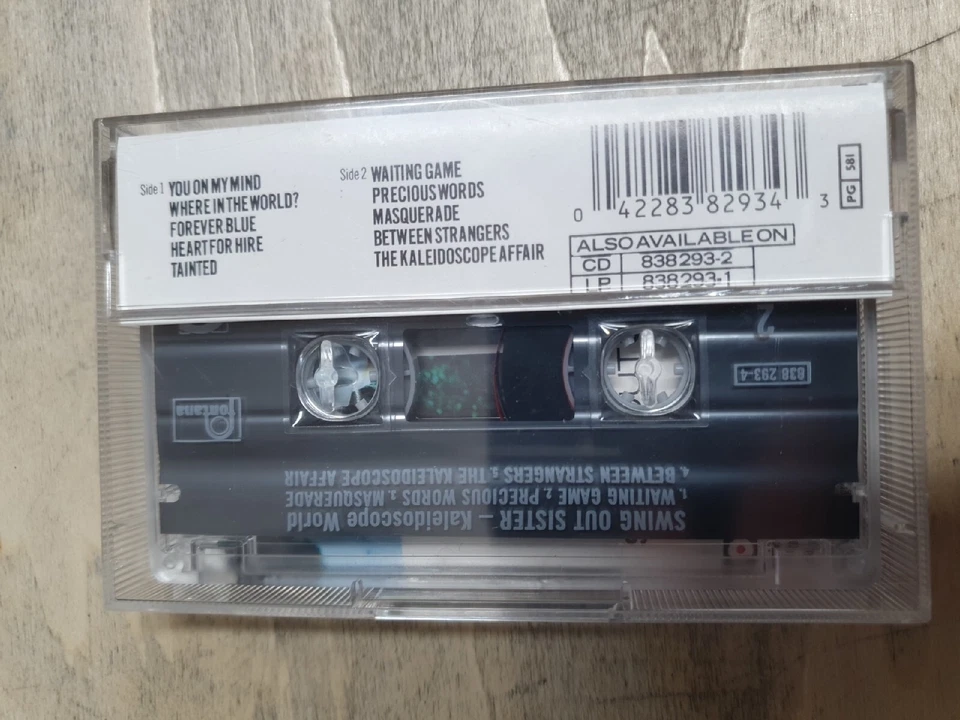 Side 1 YOU ON MY MIND
WHERE IN THE WORLD?
FOREVER BLUE
HEART FOR HIRE
TAINTED
Side 2 WAITING GAME
PRECIOUS WORDS
MASQUERADE
BETWEEN STRANGERS
THE KALEIDOSCOPE AFFAIR
0 42283 82934 3
PG 581
ALSO AVAILABLE ON
CD 838 293-2
LP 838 293-1
2
838 293-4
fontana
SWING OUT SISTER – Kaleidoscope World
1. WAITING GAME 2. PRECIOUS WORDS 3. MASQUERADE
4. BETWEEN STRANGERS 5. THE KALEIDOSCOPE AFFAIR